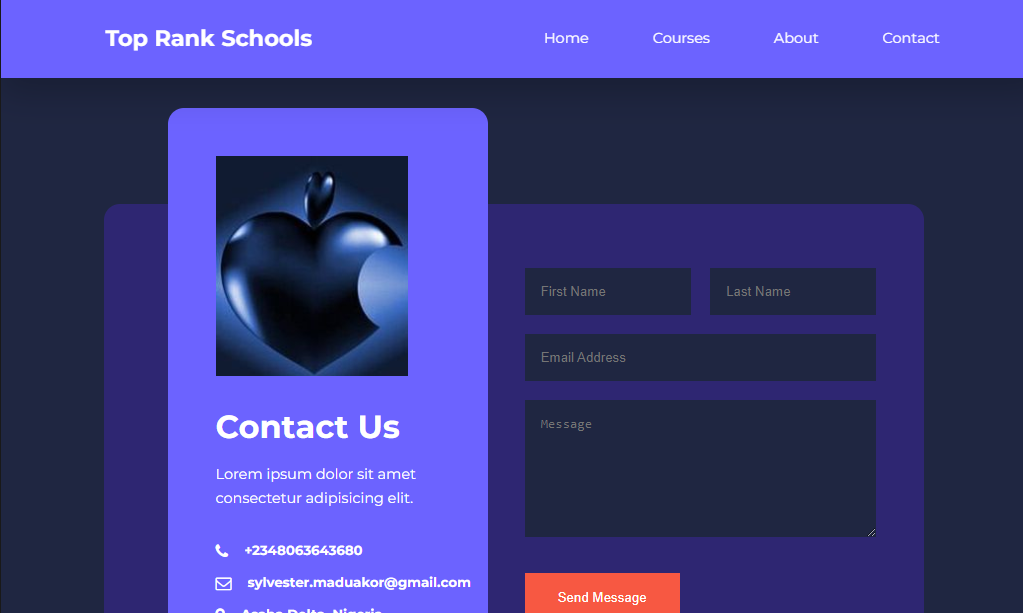 Top Rank Schools
Home Courses About Contact
First Name Last Name
Email Address
Message
Contact Us
Lorem ipsum dolor sit amet
consectetur adipisicing elit.
+2348063643680
sylvester.maduakor@gmail.com
Send Message